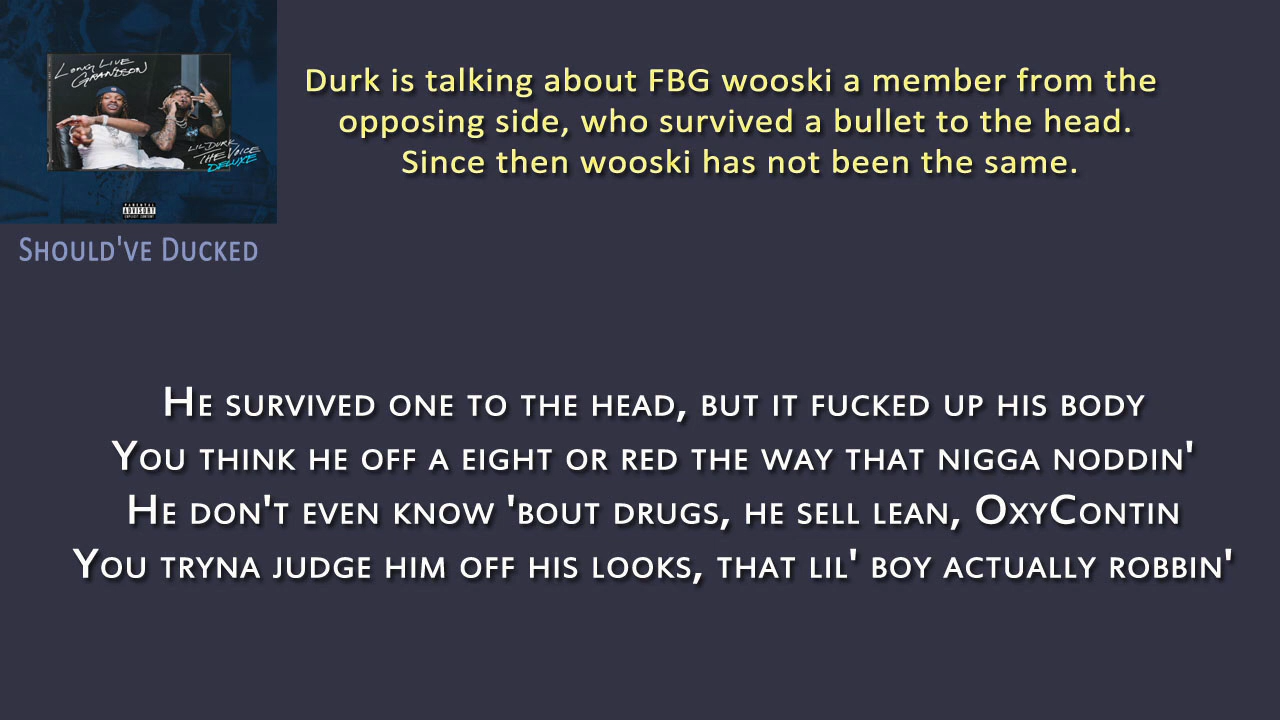 Long Live
Grandson
Lil Durk
The Voice
Deluxe
PARENTAL
ADVISORY
EXPLICIT CONTENT
Durk is talking about FBG wooski a member from the
opposing side, who survived a bullet to the head.
Since then wooski has not been the same.
Should've Ducked
He survived one to the head, but it fucked up his body
You think he off a eight or red the way that nigga noddin'
He don't even know 'bout drugs, he sell lean, OxyContin
You tryna judge him off his looks, that lil' boy actually robbin'